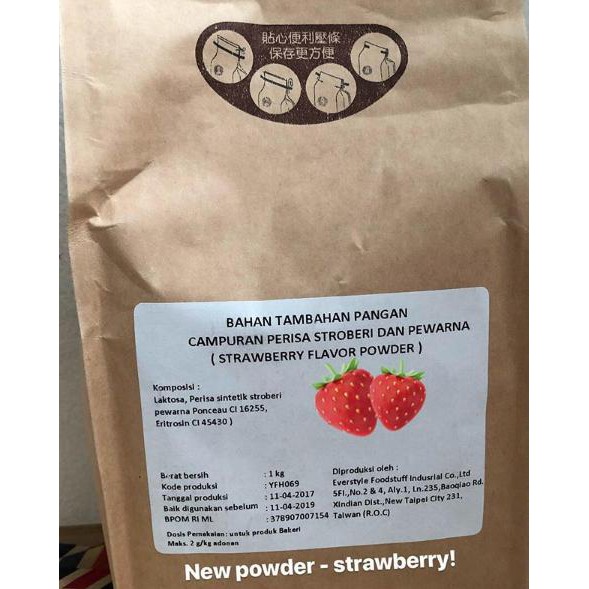 貼心便利壓條
保存更方便
BAHAN TAMBAHAN PANGAN
CAMPURAN PERISA STROBERI DAN PEWARNA
( STRAWBERRY FLAVOR POWDER )
Komposisi :
Laktosa, Perisa sintetik stroberi
pewarna Ponceau CI 16255,
Eritrosin CI 45430 )
Berat bersih : 1 kg
Kode produksi : YFH069
Tanggal produksi : 11-04-2017
Baik digunakan sebelum : 11-04-2019
BPOM RI ML : 378907007154
Diproduksi oleh :
Everstyle Foodstuff Indusrial Co.,Ltd
5Fl.,No.2 & 4, Aly.1, Ln.235,Baoqiao Rd.
Xindian Dist.,New Taipei City 231,
Taiwan (R.O.C)
Dosis Pemakaian: untuk produk Bakeri
Maks. 2 g/kg adonan
New powder - strawberry!